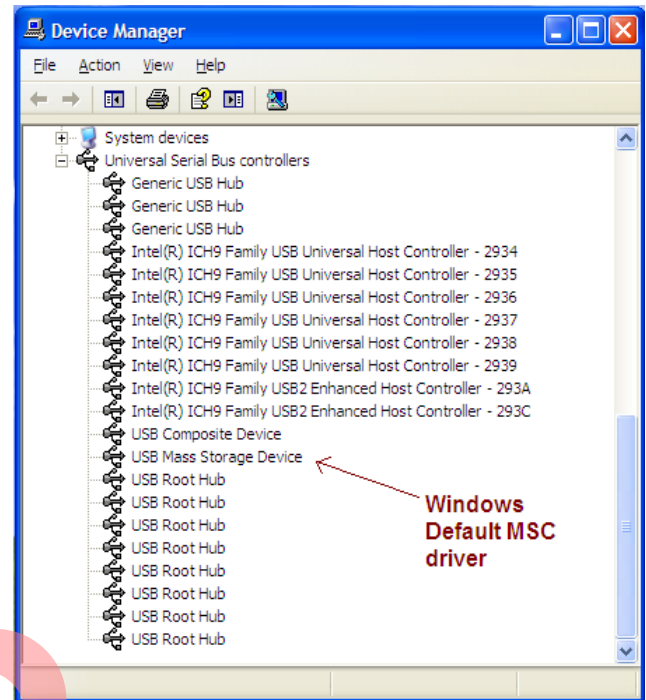 Device Manager
File Action View Help
System devices
Universal Serial Bus controllers
Generic USB Hub
Generic USB Hub
Generic USB Hub
Intel(R) ICH9 Family USB Universal Host Controller - 2934
Intel(R) ICH9 Family USB Universal Host Controller - 2935
Intel(R) ICH9 Family USB Universal Host Controller - 2936
Intel(R) ICH9 Family USB Universal Host Controller - 2937
Intel(R) ICH9 Family USB Universal Host Controller - 2938
Intel(R) ICH9 Family USB Universal Host Controller - 2939
Intel(R) ICH9 Family USB2 Enhanced Host Controller - 293A
Intel(R) ICH9 Family USB2 Enhanced Host Controller - 293C
USB Composite Device
USB Mass Storage Device
USB Root Hub
USB Root Hub
USB Root Hub
USB Root Hub
USB Root Hub
USB Root Hub
USB Root Hub
USB Root Hub
Windows
Default MSC
driver